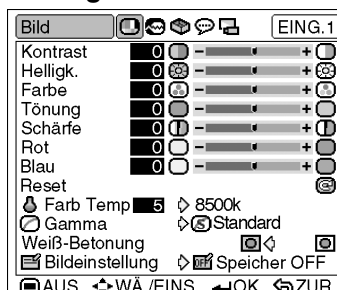 Bild EING.1
Kontrast 0 - +
Helligk. 0 - +
Farbe 0 - +
Tönung 0 - +
Schärfe 0 - +
Rot 0 - +
Blau 0 - +
Reset
Farb Temp 5 8500k
Gamma S Standard
Weiß-Betonung
Bildeinstellung OFF Speicher OFF
AUS WÄ./EINS OK ZUR